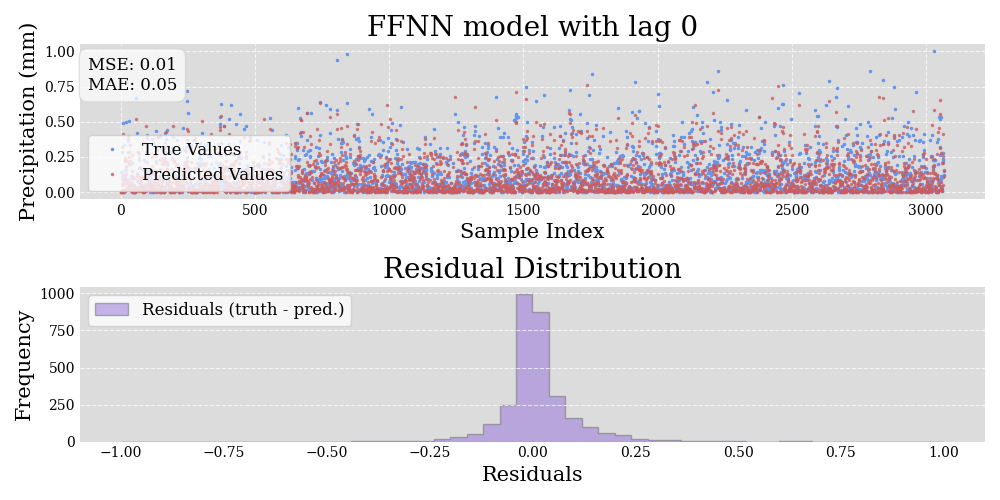 FFNN model with lag 0
Precipitation (mm)
1.00
0.75
0.50
0.25
0.00
MSE: 0.01
MAE: 0.05
True Values
Predicted Values
0 500 1000 1500 2000 2500 3000
Sample Index
Residual Distribution
Frequency
1000
750
500
250
0
Residuals (truth - pred.)
−1.00 −0.75 −0.50 −0.25 0.00 0.25 0.50 0.75 1.00
Residuals